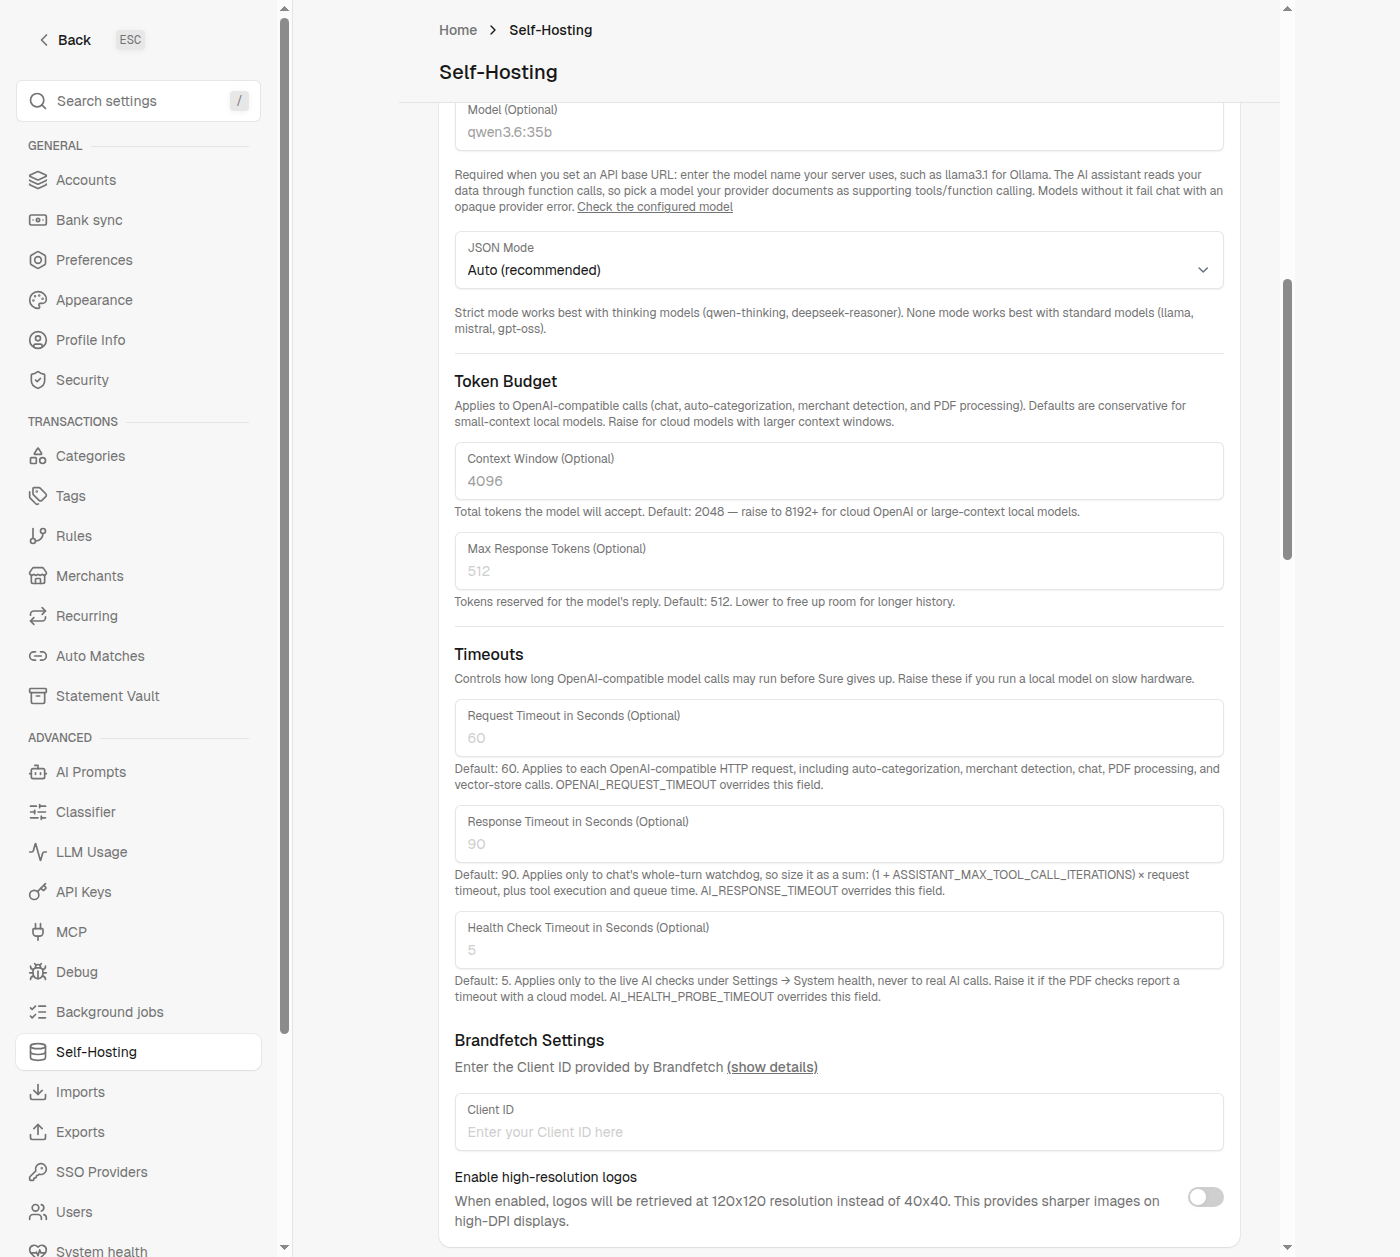 Back
ESC
Search settings
/
GENERAL
Accounts
Bank sync
Preferences
Appearance
Profile Info
Security
TRANSACTIONS
Categories
Tags
Rules
Merchants
Recurring
Auto Matches
Statement Vault
ADVANCED
AI Prompts
Classifier
LLM Usage
API Keys
MCP
Debug
Background jobs
Self-Hosting
Imports
Exports
SSO Providers
Users
System health
Home
Self-Hosting
Self-Hosting
Model (Optional)
qwen3.6:35b
Required when you set an API base URL: enter the model name your server uses, such as llama3.1 for Ollama. The AI assistant reads your
data through function calls, so pick a model your provider documents as supporting tools/function calling. Models without it fail chat with an
opaque provider error. Check the configured model
JSON Mode
Auto (recommended)
Strict mode works best with thinking models (qwen-thinking, deepseek-reasoner). None mode works best with standard models (llama,
mistral, gpt-oss).
Token Budget
Applies to OpenAI-compatible calls (chat, auto-categorization, merchant detection, and PDF processing). Defaults are conservative for
small-context local models. Raise for cloud models with larger context windows.
Context Window (Optional)
4096
Total tokens the model will accept. Default: 2048 — raise to 8192+ for cloud OpenAI or large-context local models.
Max Response Tokens (Optional)
512
Tokens reserved for the model's reply. Default: 512. Lower to free up room for longer history.
Timeouts
Controls how long OpenAI-compatible model calls may run before Sure gives up. Raise these if you run a local model on slow hardware.
Request Timeout in Seconds (Optional)
60
Default: 60. Applies to each OpenAI-compatible HTTP request, including auto-categorization, merchant detection, chat, PDF processing, and
vector-store calls. OPENAI_REQUEST_TIMEOUT overrides this field.
Response Timeout in Seconds (Optional)
90
Default: 90. Applies only to chat's whole-turn watchdog, so size it as a sum: (1 + ASSISTANT_MAX_TOOL_CALL_ITERATIONS) × request
timeout, plus tool execution and queue time. AI_RESPONSE_TIMEOUT overrides this field.
Health Check Timeout in Seconds (Optional)
5
Default: 5. Applies only to the live AI checks under Settings → System health, never to real AI calls. Raise it if the PDF checks report a
timeout with a cloud model. AI_HEALTH_PROBE_TIMEOUT overrides this field.
Brandfetch Settings
Enter the Client ID provided by Brandfetch (show details)
Client ID
Enter your Client ID here
Enable high-resolution logos
When enabled, logos will be retrieved at 120x120 resolution instead of 40x40. This provides sharper images on
high-DPI displays.